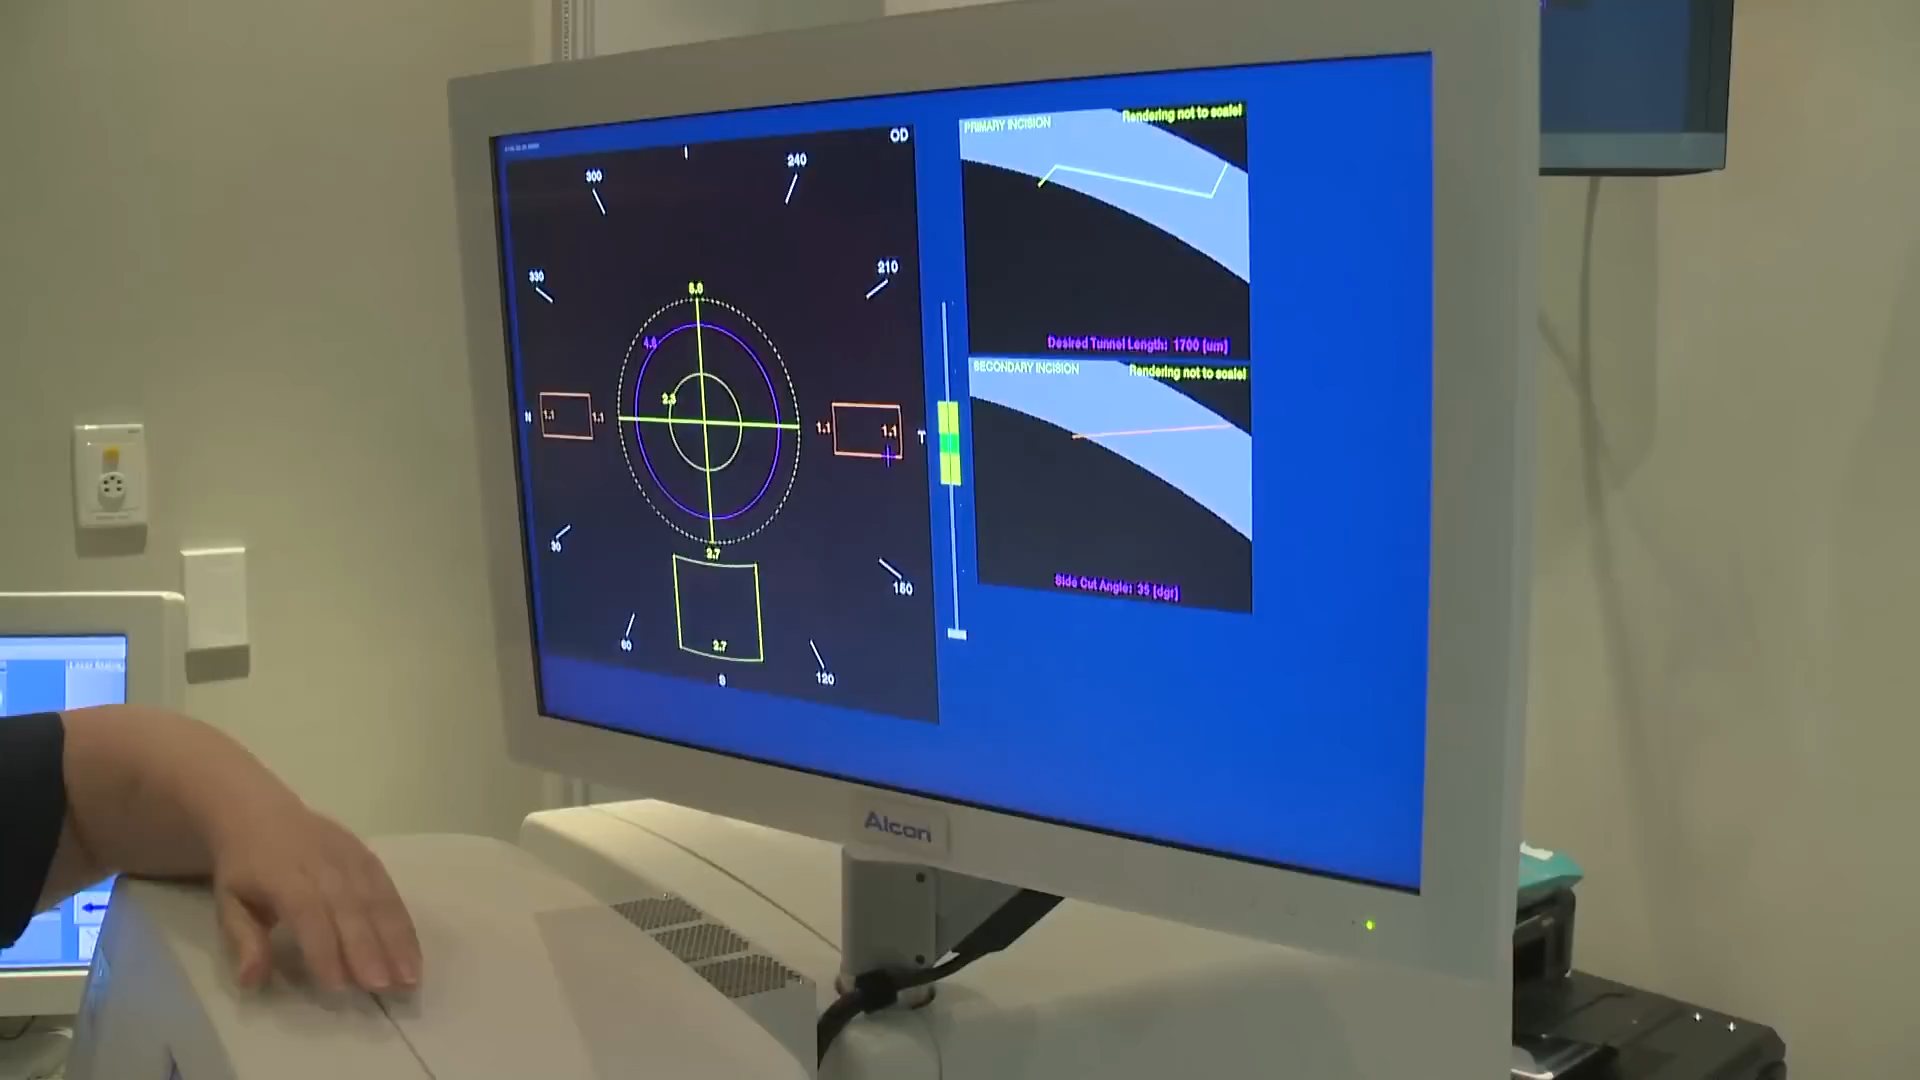 OD
300
240
330
210
5.0
4.8
2.3
N
1.1
1.1
1.1
1.1
T
2.7
30
150
60
2.7
120
S
PRIMARY INCISION
Rendering not to scale!
Desired Tunnel Length: 1700 [um]
SECONDARY INCISION
Rendering not to scale!
Side Cut Angle: 35 [dgr]
Alcon